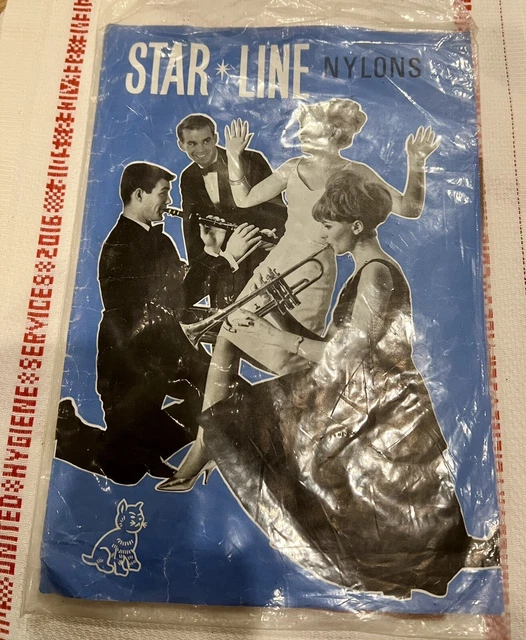 STAR * LINE NYLONS
UNITED HYGIENE SERVICES 2016